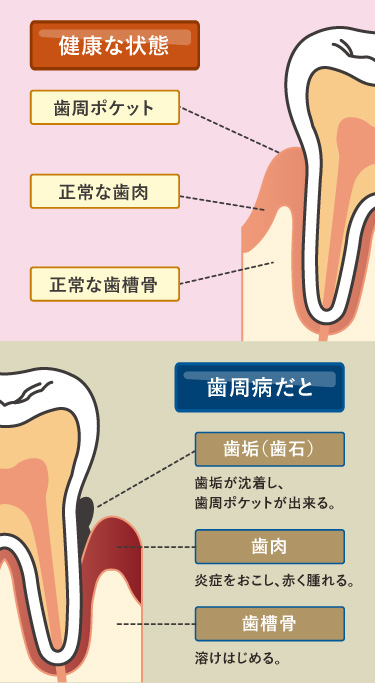 健康な状態
歯周ポケット
正常な歯肉
正常な歯槽骨
歯周病だと
歯垢(歯石)
歯垢が沈着し、
歯周ポケットが出来る。
歯肉
炎症をおこし、赤く腫れる。
歯槽骨
溶けはじめる。